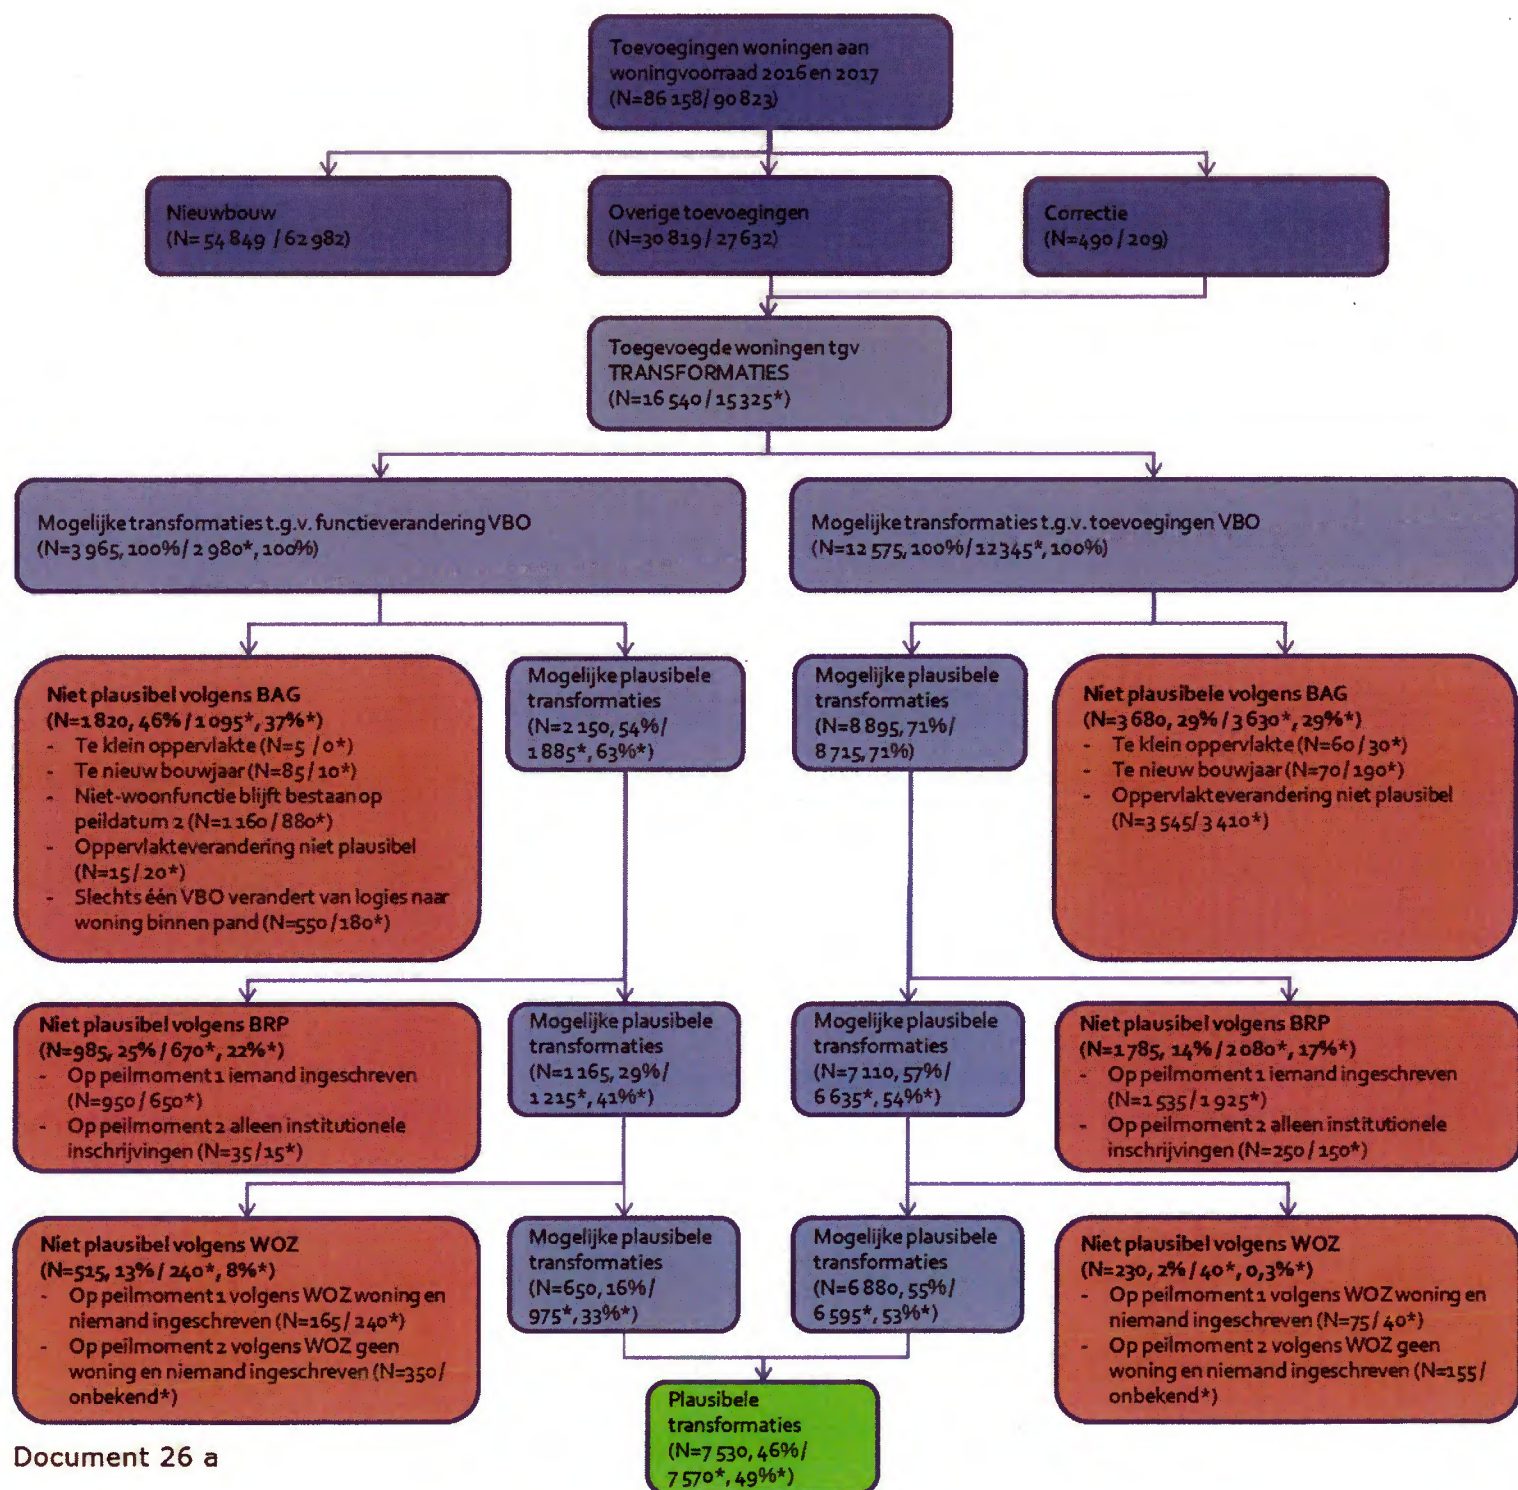 Toevoegingen woningen aan
woningvoorraad 2016 en 2017
(N=86 158/ 90 823)
Nieuwbouw
(N= 54 849 / 62 982)
Overige toevoegingen
(N=30 819 / 27 632)
Correctie
(N=490 / 209)
Toegevoegde woningen tgv
TRANSFORMATIES
(N=16 540 / 15 325*)
Mogelijke transformaties t.g.v. functieverandering VBO
(N=3 965, 100% / 2 980*, 100%)
Mogelijke transformaties t.g.v. toevoegingen VBO
(N=12 575, 100% / 12 345*, 100%)
Niet plausibel volgens BAG
(N=1 820, 46% / 1 095*, 37%*)
- Te klein oppervlakte (N=5 / 0*)
- Te nieuw bouwjaar (N=85 / 10*)
- Niet-woonfunctie blijft bestaan op
peildatum 2 (N=1 160 / 880*)
- Oppervlakteverandering niet plausibel
(N=15 / 20*)
- Slechts één VBO verandert van logies naar
woning binnen pand (N=550 / 180*)
Mogelijke plausibele
transformaties
(N=2 150, 54% /
1 885*, 63%*)
Mogelijke plausibele
transformaties
(N=8 895, 71% /
8 715, 71%)
Niet plausibele volgens BAG
(N=3 680, 29% / 3 630*, 29%*)
- Te klein oppervlakte (N=60 / 30*)
- Te nieuw bouwjaar (N=70 / 190*)
- Oppervlakteverandering niet plausibel
(N=3 545 / 3 410*)
Niet plausibel volgens BRP
(N=985, 25% / 670*, 22%*)
- Op peilmoment 1 iemand ingeschreven
(N=950 / 650*)
- Op peilmoment 2 alleen institutionele
inschrijvingen (N=35 / 15*)
Mogelijke plausibele
transformaties
(N=1 165, 29% /
1 215*, 41%*)
Mogelijke plausibele
transformaties
(N=7 110, 57% /
6 635*, 54%*)
Niet plausibel volgens BRP
(N=1 785, 14% / 2 080*, 17%*)
- Op peilmoment 1 iemand ingeschreven
(N=1 535 / 1 925*)
- Op peilmoment 2 alleen institutionele
inschrijvingen (N=250 / 150*)
Niet plausibel volgens WOZ
(N=515, 13% / 240*, 8%*)
- Op peilmoment 1 volgens WOZ woning en
niemand ingeschreven (N=165 / 240*)
- Op peilmoment 2 volgens WOZ geen
woning en niemand ingeschreven (N=350 /
onbekend*)
Mogelijke plausibele
transformaties
(N=650, 16% /
975*, 33%*)
Mogelijke plausibele
transformaties
(N=6 880, 55% /
6 595*, 53%*)
Niet plausibel volgens WOZ
(N=230, 2% / 40*, 0,3%*)
- Op peilmoment 1 volgens WOZ woning en
niemand ingeschreven (N=75 / 40*)
- Op peilmoment 2 volgens WOZ geen
woning en niemand ingeschreven (N=155 /
onbekend*)
Plausibele
transformaties
(N=7 530, 46% /
7 570*, 49%*)
Document 26 a